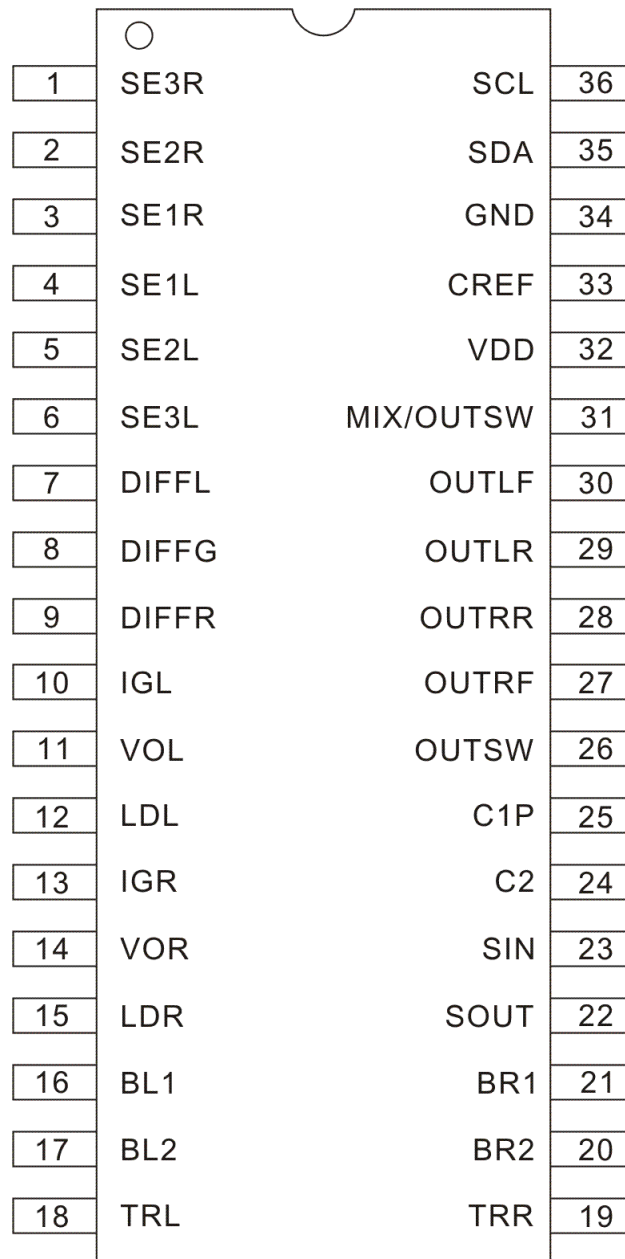 1 SE3R SCL 36
2 SE2R SDA 35
3 SE1R GND 34
4 SE1L CREF 33
5 SE2L VDD 32
6 SE3L MIX/OUTSW 31
7 DIFFL OUTLF 30
8 DIFFG OUTLR 29
9 DIFFR OUTRR 28
10 IGL OUTRF 27
11 VOL OUTSW 26
12 LDL C1P 25
13 IGR C2 24
14 VOR SIN 23
15 LDR SOUT 22
16 BL1 BR1 21
17 BL2 BR2 20
18 TRL TRR 19